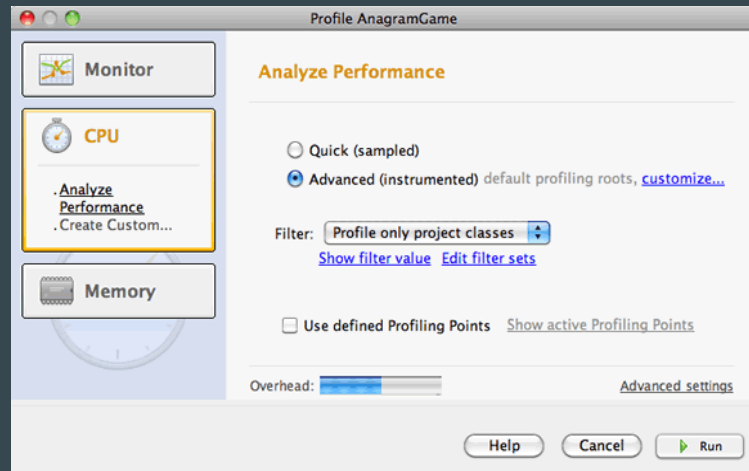 Profile AnagramGame
Monitor
CPU
. Analyze
Performance
. Create Custom...
Memory
Analyze Performance
Quick (sampled)
Advanced (instrumented) default profiling roots, customize...
Filter: Profile only project classes
Show filter value Edit filter sets
Use defined Profiling Points Show active Profiling Points
Overhead: Advanced settings
Help Cancel Run